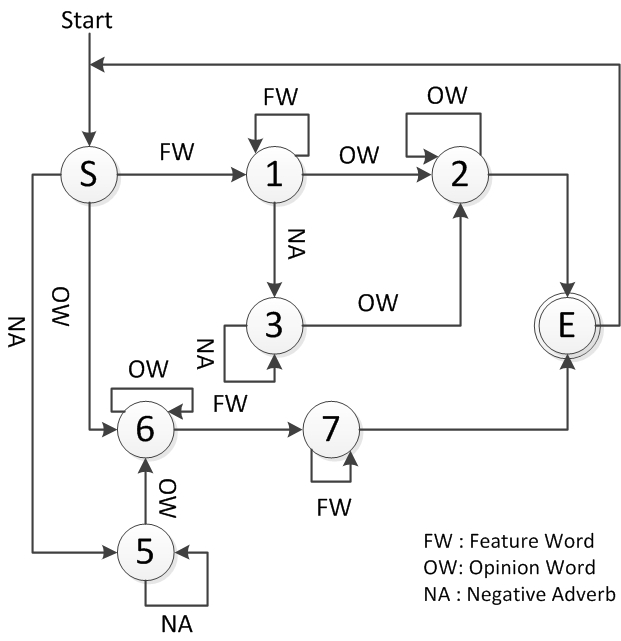 Start
FW
OW
S
FW
1
OW
2
NA
OW
NA
3
OW
E
NA
OW
FW
6
7
OW
FW
5
NA
FW : Feature Word
OW: Opinion Word
NA : Negative Adverb